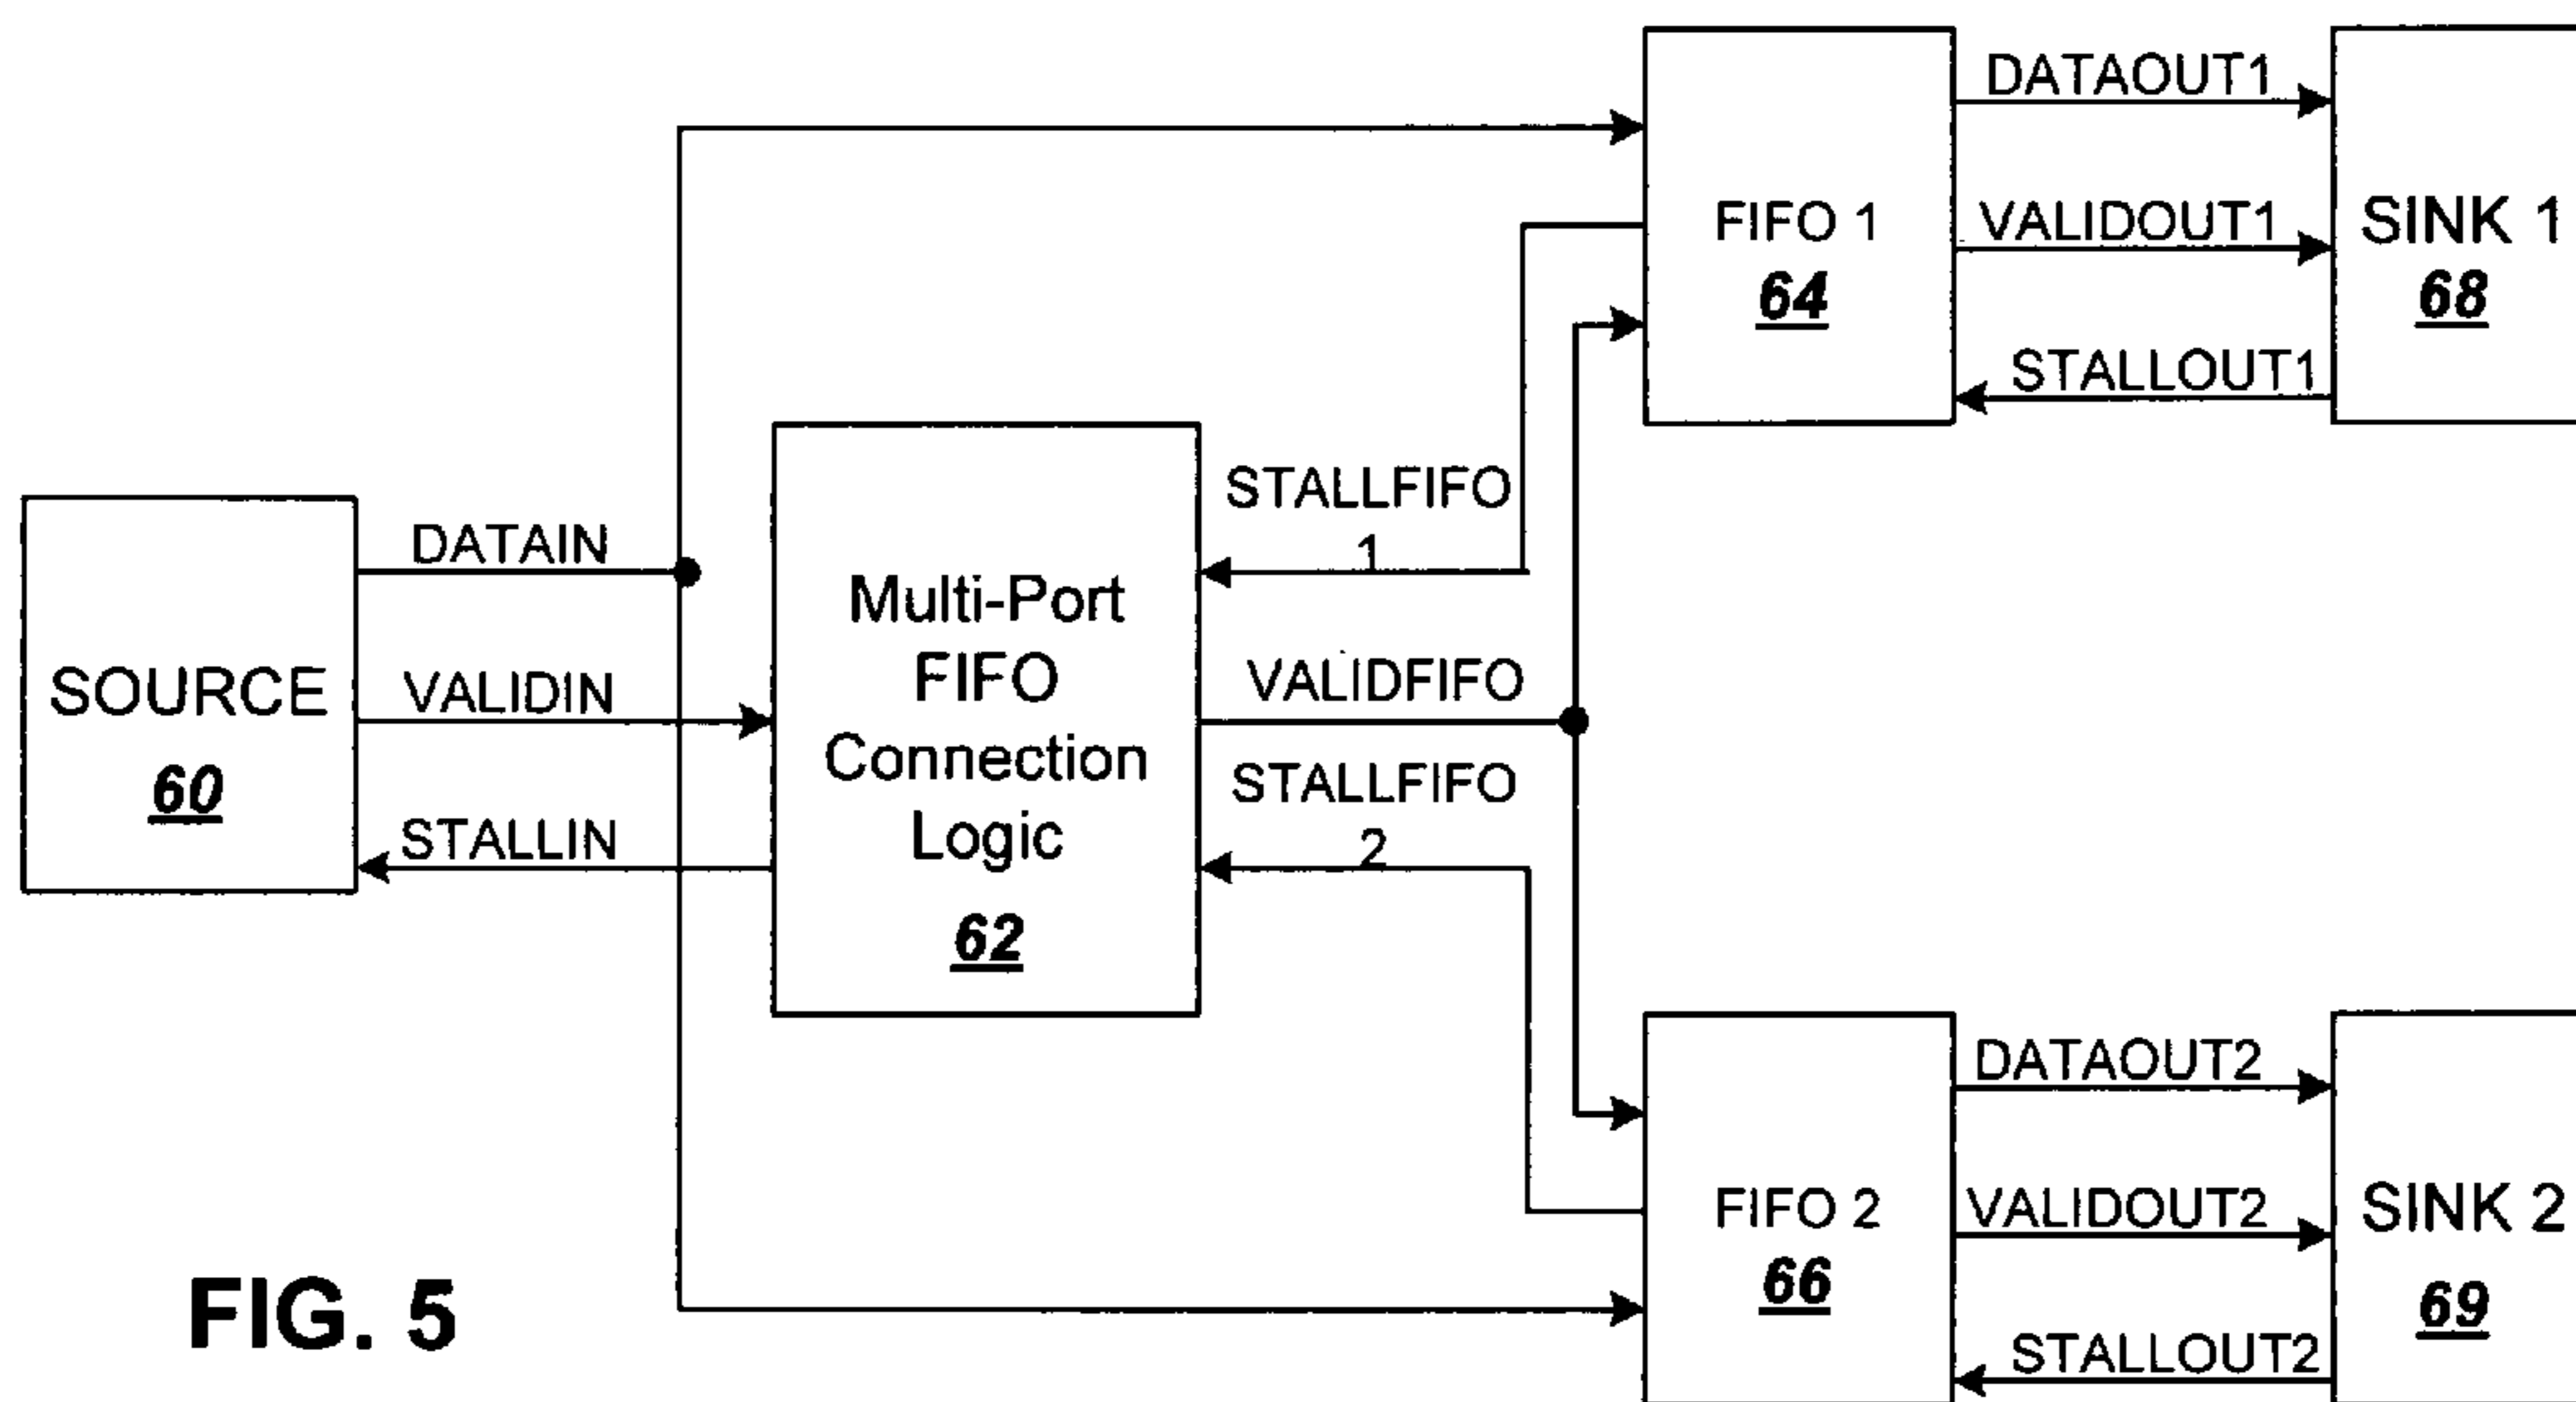 SOURCE
60
DATAIN
VALIDIN
STALLIN
Multi-Port
FIFO
Connection
Logic
62
STALLFIFO
1
VALIDFIFO
STALLFIFO
2
FIFO 1
64
DATAOUT1
VALIDOUT1
STALLOUT1
SINK 1
68
FIFO 2
66
DATAOUT2
VALIDOUT2
STALLOUT2
SINK 2
69
FIG. 5